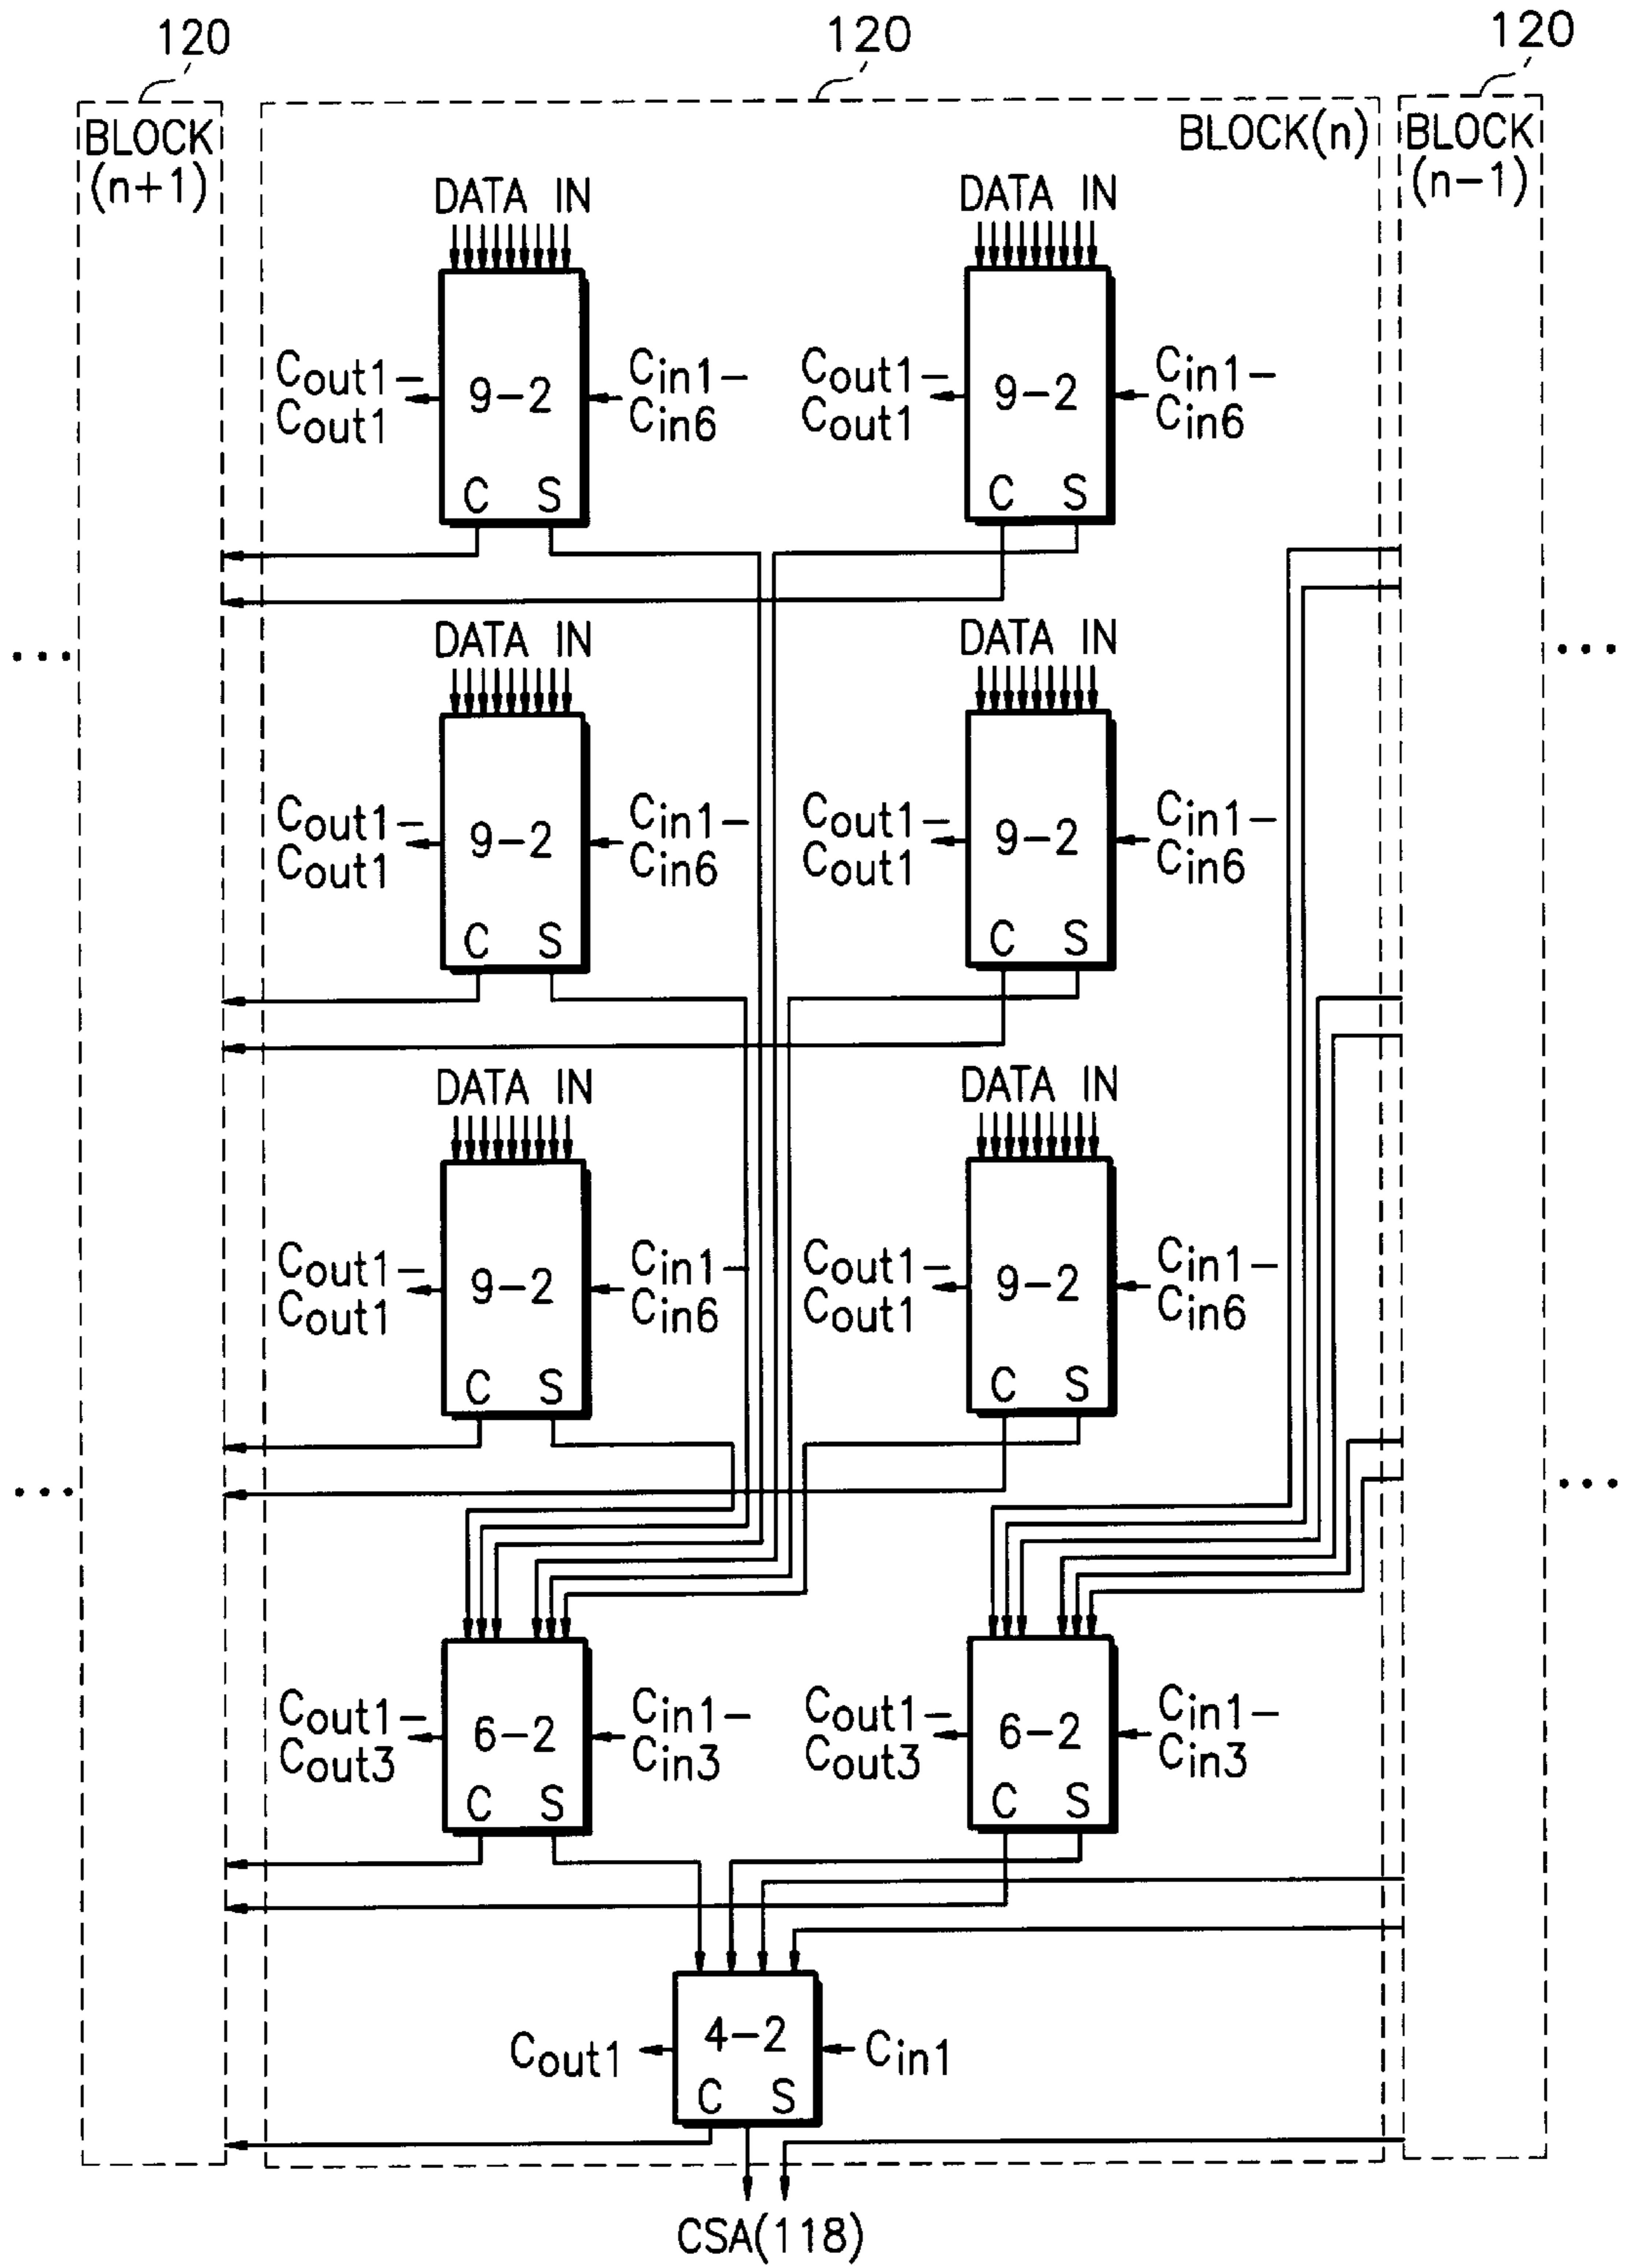 120 120 120
BLOCK (n+1)
BLOCK(n)
BLOCK (n-1)
DATA IN DATA IN
Cout1- Cout1 9-2 Cin1- Cin6 Cout1- Cout1 9-2 Cin1- Cin6
C S C S
DATA IN DATA IN
... ...
Cout1- Cout1 9-2 Cin1- Cin6 Cout1- Cout1 9-2 Cin1- Cin6
C S C S
DATA IN DATA IN
Cout1- Cout1 9-2 Cin1- Cin6 Cout1- Cout1 9-2 Cin1- Cin6
C S C S
... ...
Cout1- Cout3 6-2 Cin1- Cin3 Cout1- Cout3 6-2 Cin1- Cin3
C S C S
Cout1 4-2 Cin1
C S
CSA(118)